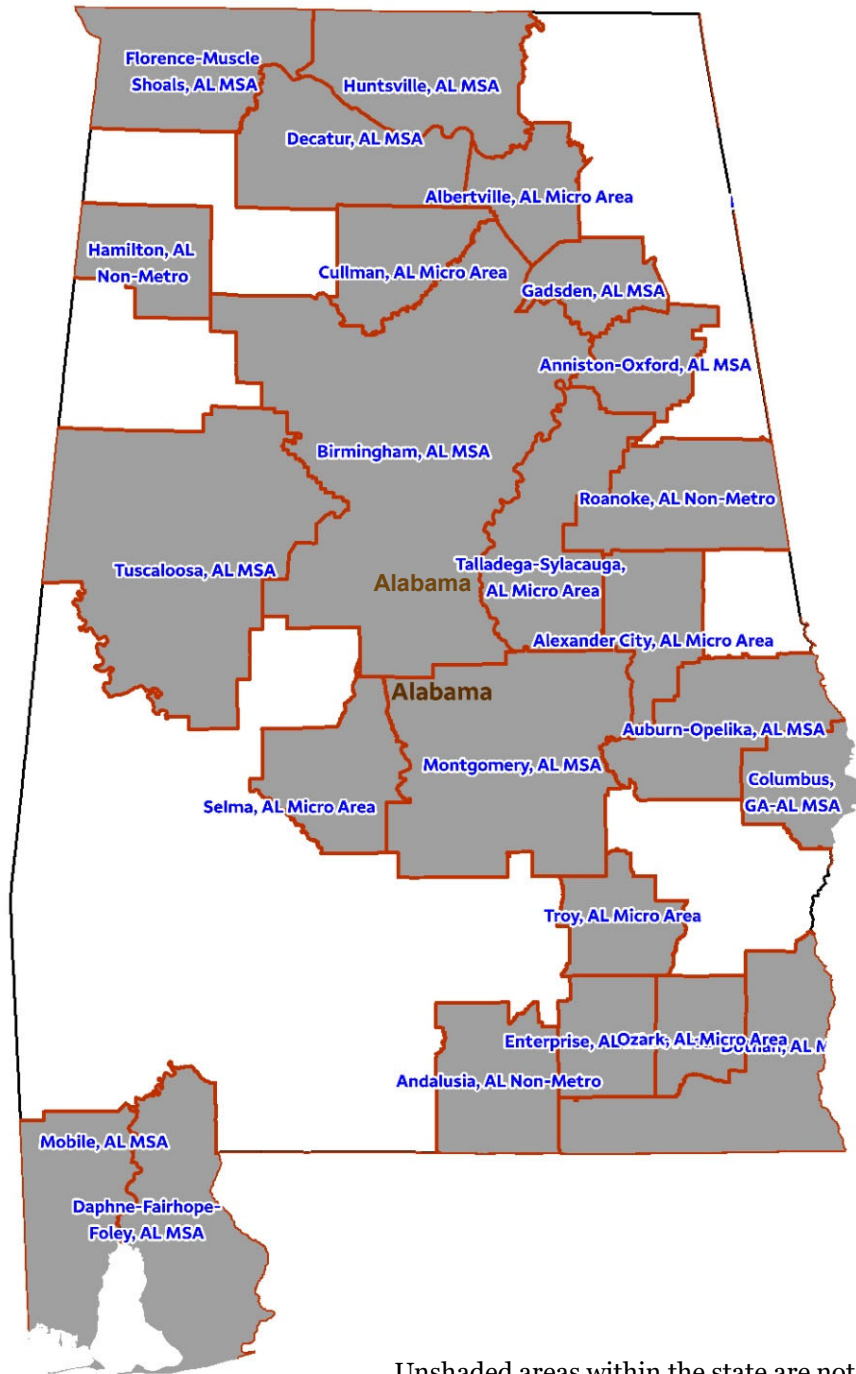 Florence-Muscle
Shoals, AL MSA
Huntsville, AL MSA
Decatur, AL MSA
Albertville, AL Micro Area
Hamilton, AL
Non-Metro
Cullman, AL Micro Area
Gadsden, AL MSA
Anniston-Oxford, AL MSA
Birmingham, AL MSA
Roanoke, AL Non-Metro
Tuscaloosa, AL MSA
Talladega-Sylacauga,
AL Micro Area
Alabama
Alexander City, AL Micro Area
Alabama
Auburn-Opelika, AL MSA
Montgomery, AL MSA
Columbus,
GA-AL MSA
Selma, AL Micro Area
Troy, AL Micro Area
Enterprise, AL
Ozark, AL Micro Area
AL M
Andalusia, AL Non-Metro
Mobile, AL MSA
Daphne-Fairhope-
Foley, AL MSA
Unshaded areas within the state are not